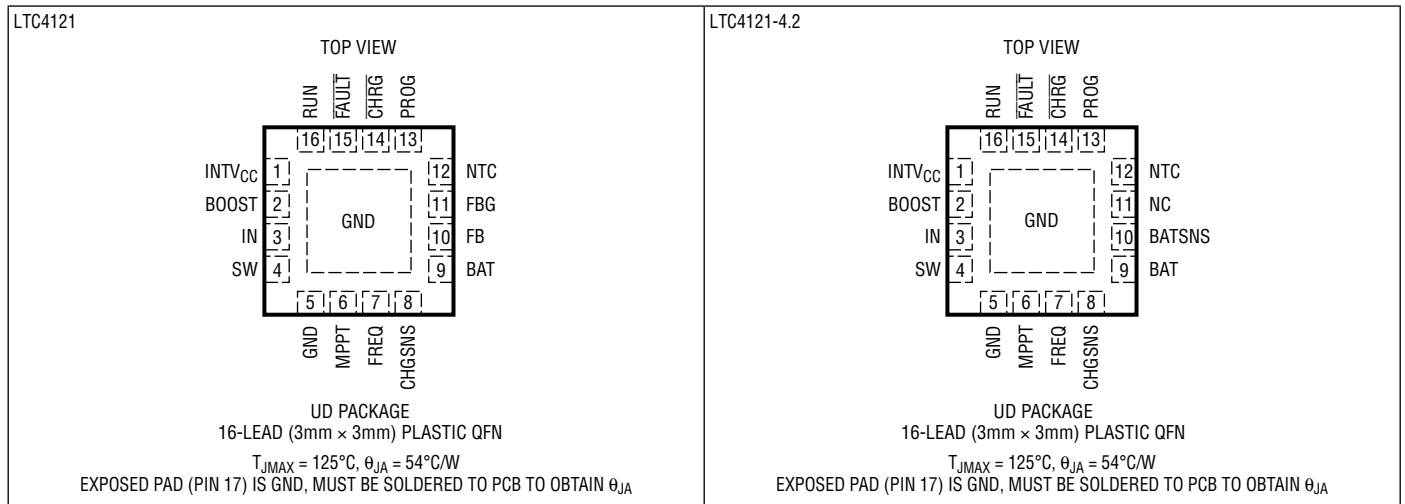 LTC4121
TOP VIEW
RUN
FAULT
CHRG
PROG
16 15 14 13
INTVCC 1
BOOST 2
IN 3
SW 4
GND
12 NTC
11 FBG
10 FB
9 BAT
5 6 7 8
GND
MPPT
FREQ
CHGSNS
UD PACKAGE
16-LEAD (3mm × 3mm) PLASTIC QFN
TJMAX = 125°C, θJA = 54°C/W
EXPOSED PAD (PIN 17) IS GND, MUST BE SOLDERED TO PCB TO OBTAIN θJA
LTC4121-4.2
TOP VIEW
RUN
FAULT
CHRG
PROG
16 15 14 13
INTVCC 1
BOOST 2
IN 3
SW 4
GND
12 NTC
11 NC
10 BATSNS
9 BAT
5 6 7 8
GND
MPPT
FREQ
CHGSNS
UD PACKAGE
16-LEAD (3mm × 3mm) PLASTIC QFN
TJMAX = 125°C, θJA = 54°C/W
EXPOSED PAD (PIN 17) IS GND, MUST BE SOLDERED TO PCB TO OBTAIN θJA